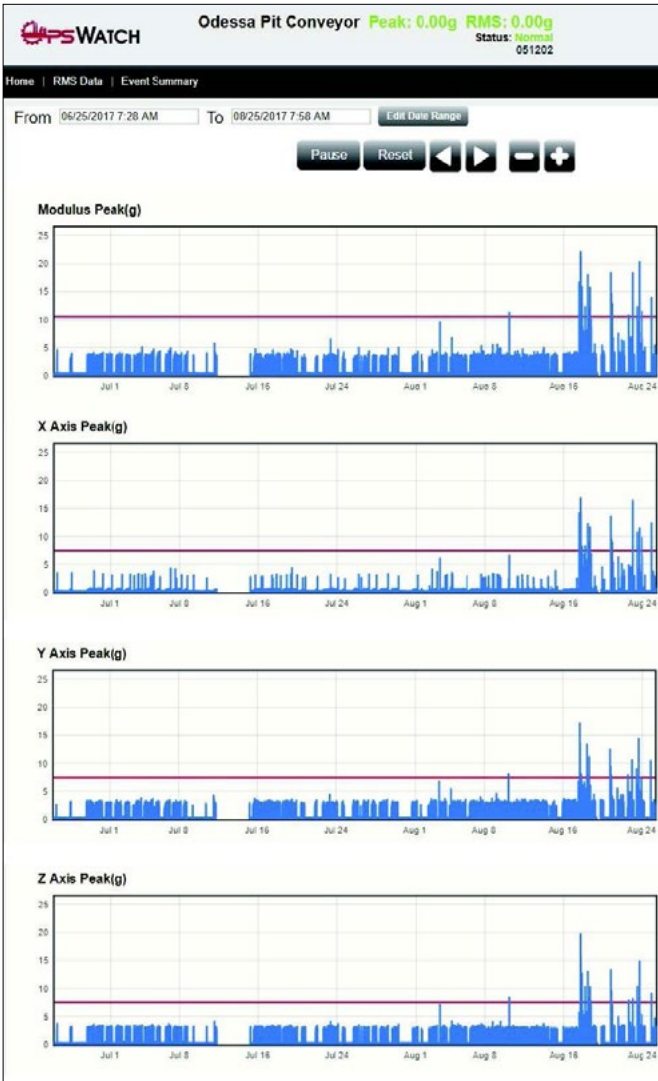 OPSWATCH
Odessa Pit Conveyor Peak: 0.00g RMS: 0.00g
Status: Normal
051202
Home | RMS Data | Event Summary
From 06/25/2017 7:28 AM To 08/25/2017 7:58 AM Edit Date Range
Pause Reset
Modulus Peak(g)
25
20
15
10
5
0
Jul 1 Jul 8 Jul 16 Jul 24 Aug 1 Aug 8 Aug 16 Aug 24
X Axis Peak(g)
25
20
15
10
5
0
Jul 1 Jul 8 Jul 16 Jul 24 Aug 1 Aug 8 Aug 16 Aug 24
Y Axis Peak(g)
25
20
15
10
5
0
Jul 1 Jul 8 Jul 16 Jul 24 Aug 1 Aug 8 Aug 16 Aug 24
Z Axis Peak(g)
25
20
15
10
5
0
Jul 1 Jul 8 Jul 16 Jul 24 Aug 1 Aug 8 Aug 16 Aug 24